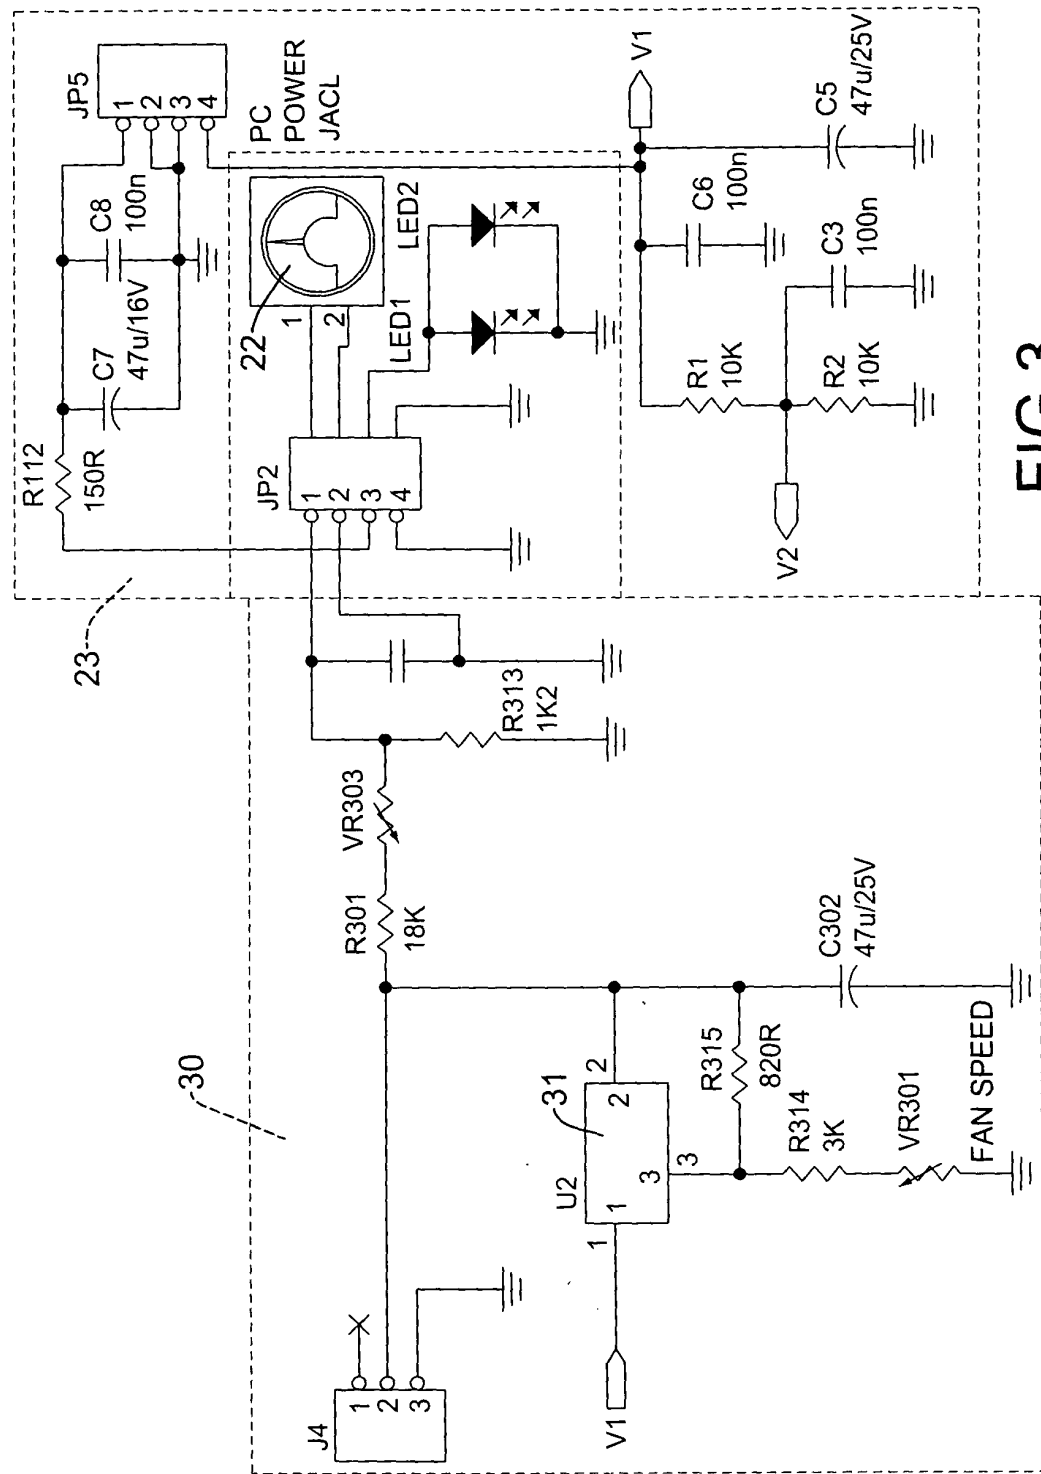 JP5
1
2
3
4
PC
POWER
JACL
V1
C8
100n
C7
47u/16V
R112
150R
23
22
1
2
LED2
LED1
JP2
1
2
3
4
C6
100n
C5
47u/25V
C3
100n
R1
10K
R2
10K
V2
R313
1K2
VR303
R301
18K
30
C302
47u/25V
R315
820R
R314
3K
VR301
FAN SPEED
31
U2
1
1
2
2
3
3
V1
J4
1
2
3
FIG.3